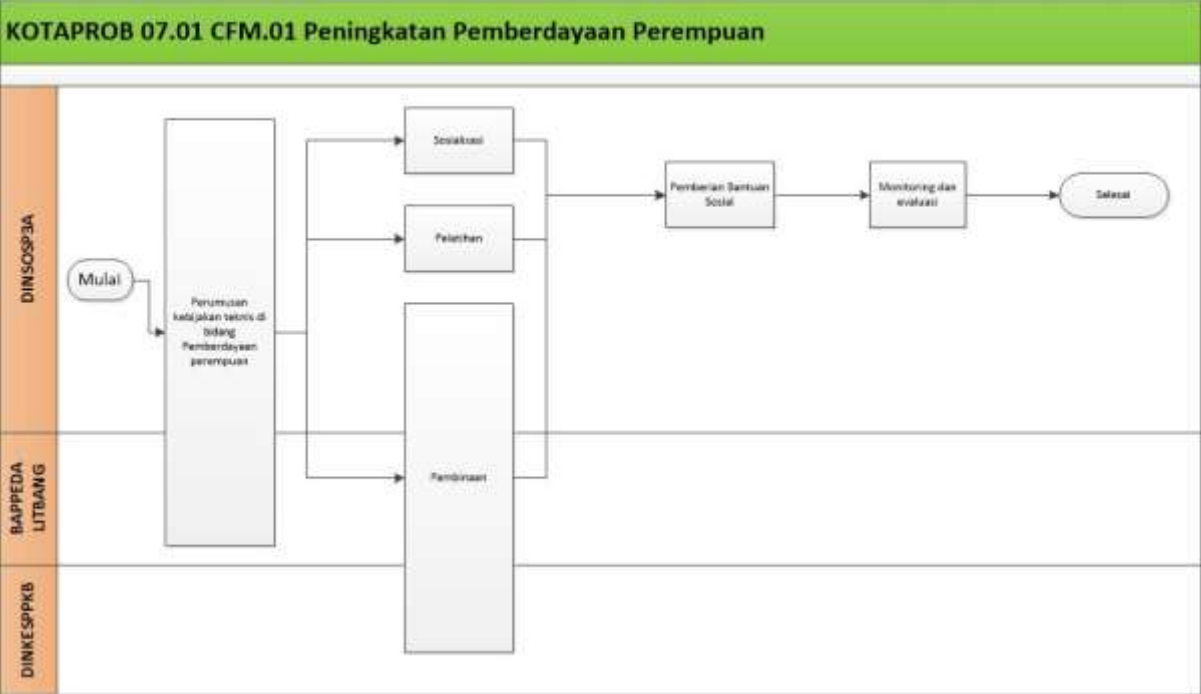 KOTAPROB 07.01 CFM.01 Peningkatan Pemberdayaan Perempuan
DINSOSP3A
Mulai
Perumusan
kebijakan teknis di
bidang
Pemberdayaan
perempuan
Sosialisasi
Pelatihan
Pembinaan
Pemberian Bantuan
Sosial
Monitoring dan
evaluasi
Selesai
BAPPEDA
LITBANG
DINKESPPKB